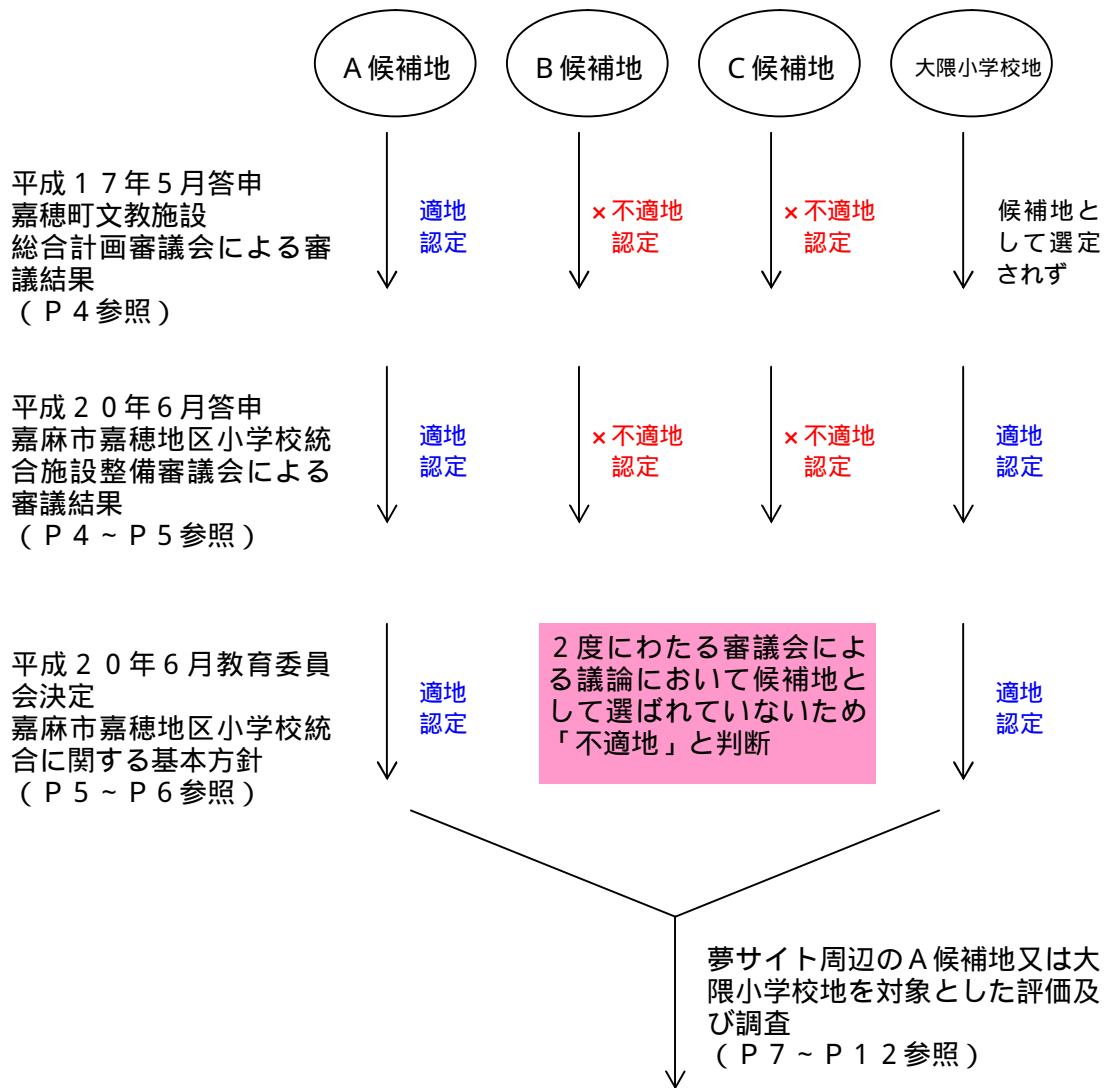 A候補地
B候補地
C候補地
大隈小学校地
平成17年5月答申
嘉穂町文教施設
総合計画審議会による審
議結果
(P4参照)
適地
認定
×不適地
認定
×不適地
認定
候補地と
して選定
されず
平成20年6月答申
嘉麻市嘉穂地区小学校統
合施設整備審議会による
審議結果
(P4~P5参照)
適地
認定
×不適地
認定
×不適地
認定
適地
認定
平成20年6月教育委員
会決定
嘉麻市嘉穂地区小学校統
合に関する基本方針
(P5~P6参照)
適地
認定
2度にわたる審議会によ
る議論において候補地と
して選ばれていないため
「不適地」と判断
適地
認定
夢サイト周辺のA候補地又は大
隈小学校地を対象とした評価及
び調査
(P7~P12参照)